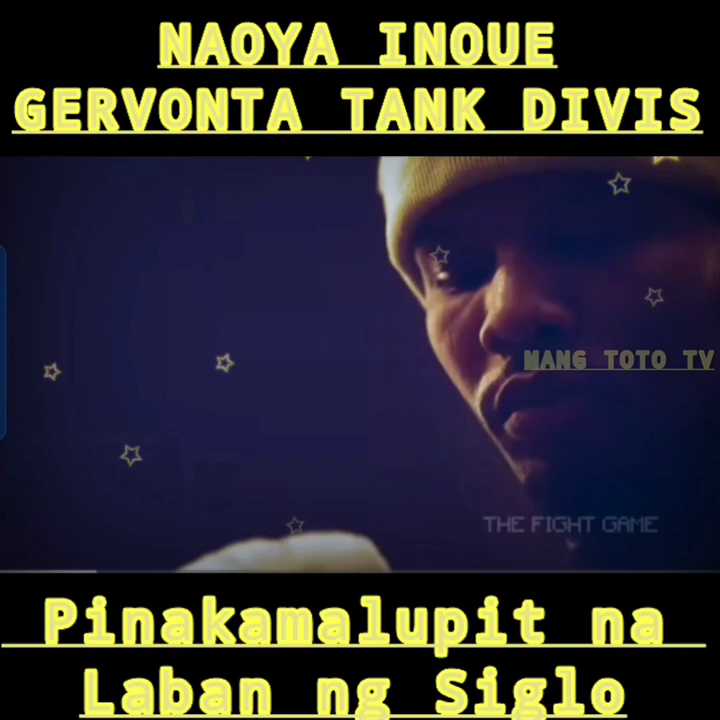 NAOYA INOUE
GERVONTA TANK DIVIS
MANG TOTO TV
THE FIGHT GAME
Pinakamalupit na
Laban ng Siglo